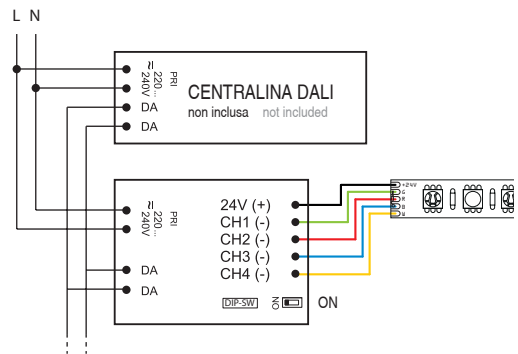 L N
≂ 220...
240V
PRI
DA
DA
CENTRALINA DALI
non inclusa not included
≂ 220...
240V
PRI
DA
DA
24V (+)
CH1 (-)
CH2 (-)
CH3 (-)
CH4 (-)
DIP-SW
ON
ON
+24V
G
R
B
W